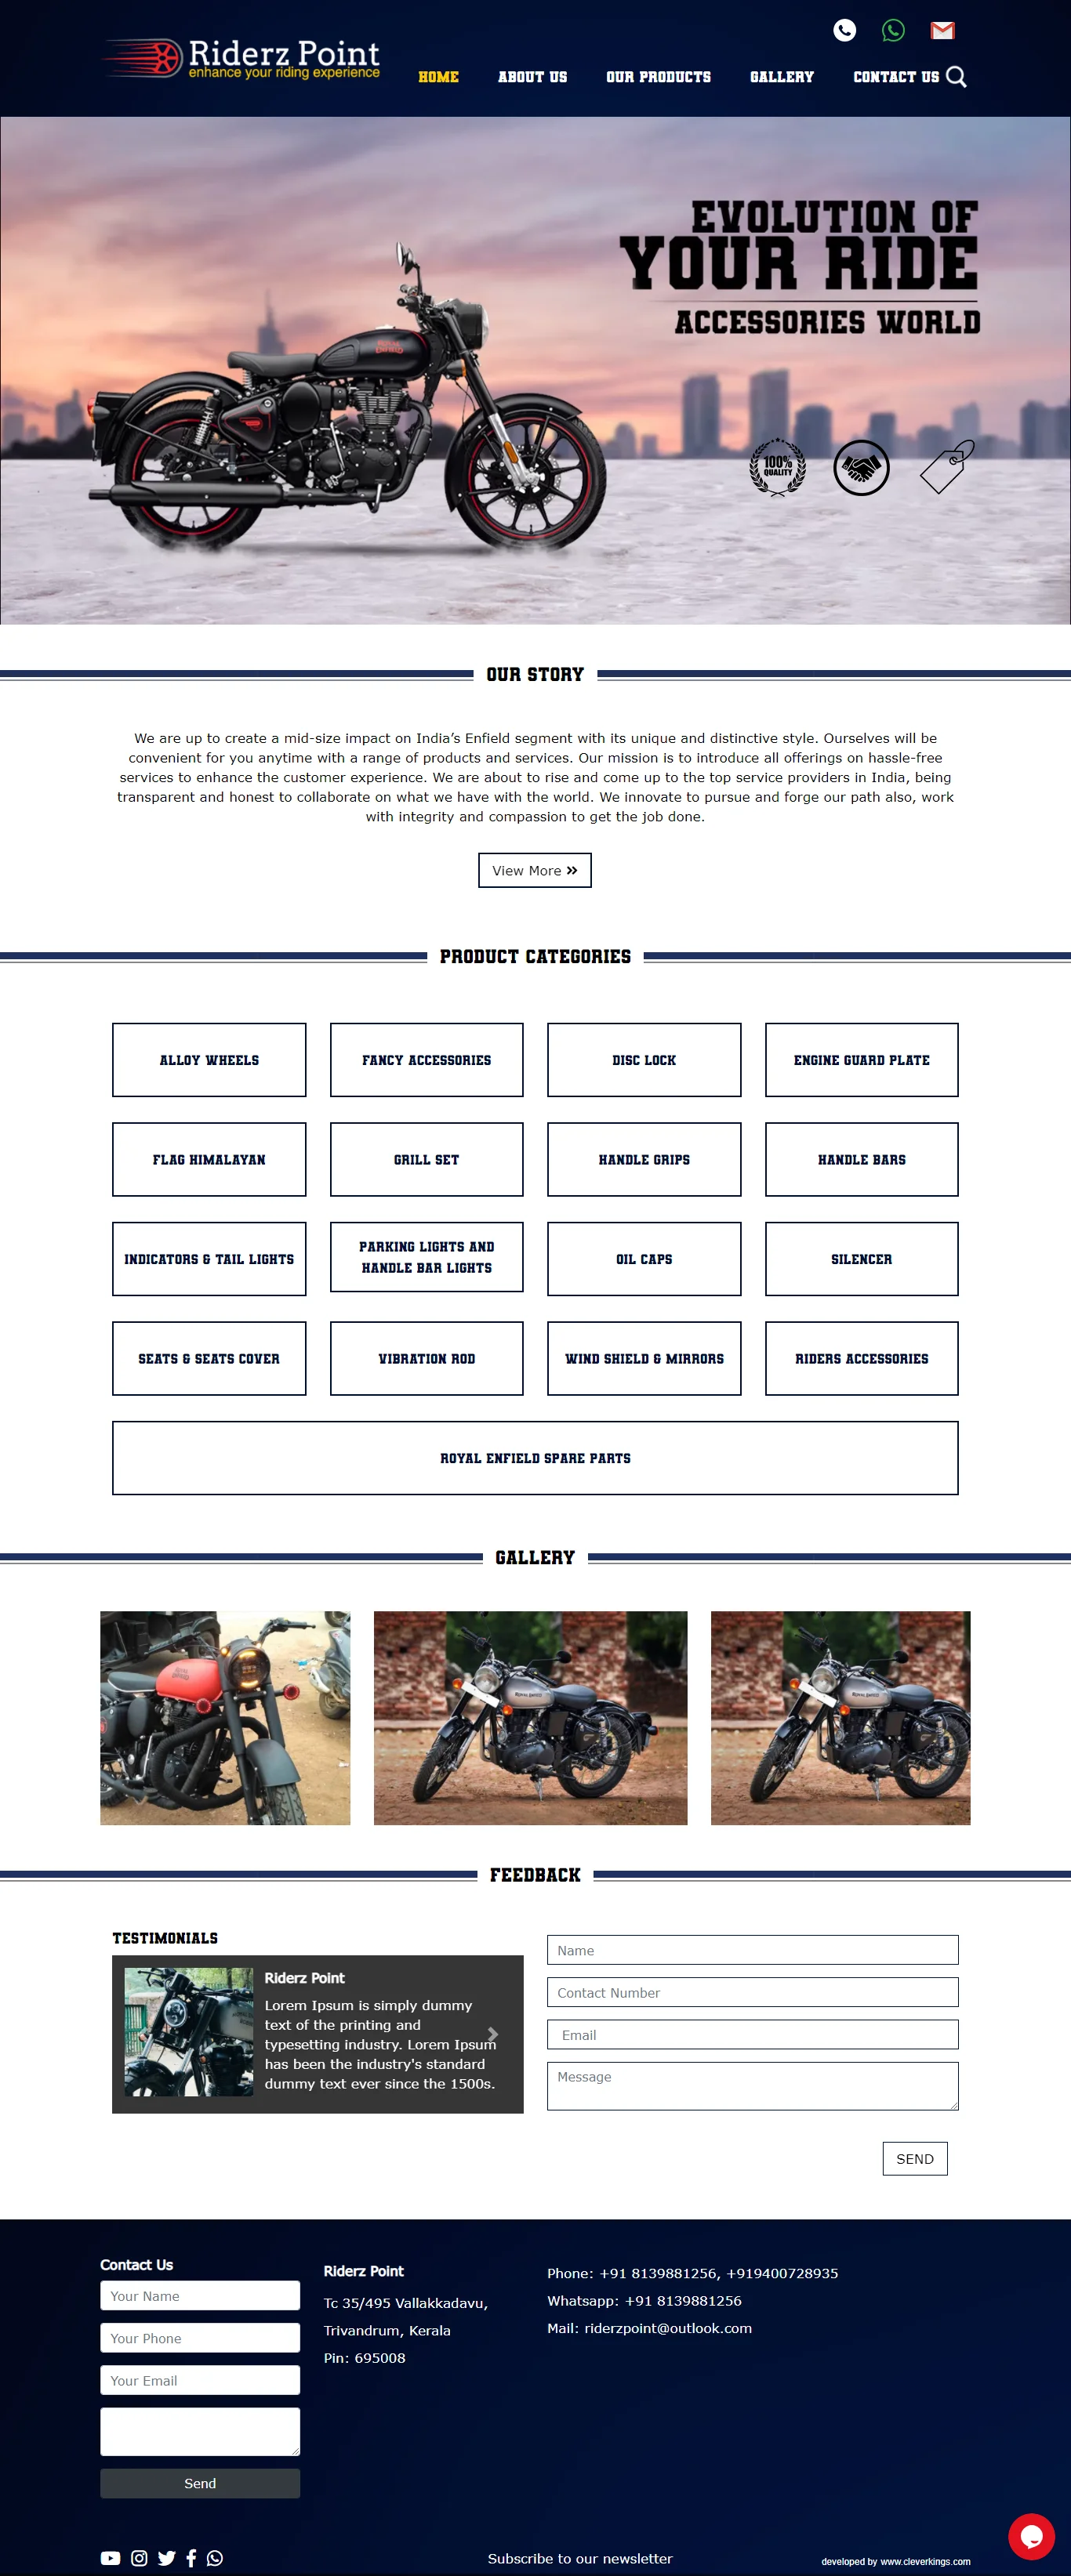 Riderz Point
enhance your riding experience
HOME
ABOUT US
OUR PRODUCTS
GALLERY
CONTACT US
EVOLUTION OF
YOUR RIDE
ACCESSORIES WORLD
ROYAL
ENFIELD
100%
QUALITY
OUR STORY
We are up to create a mid-size impact on India’s Enfield segment with its unique and distinctive style. Ourselves will be
convenient for you anytime with a range of products and services. Our mission is to introduce all offerings on hassle-free
services to enhance the customer experience. We are about to rise and come up to the top service providers in India, being
transparent and honest to collaborate on what we have with the world. We innovate to pursue and forge our path also, work
with integrity and compassion to get the job done.
View More »
PRODUCT CATEGORIES
ALLOY WHEELS
FANCY ACCESSORIES
DISC LOCK
ENGINE GUARD PLATE
FLAG HIMALAYAN
GRILL SET
HANDLE GRIPS
HANDLE BARS
INDICATORS & TAIL LIGHTS
PARKING LIGHTS AND
HANDLE BAR LIGHTS
OIL CAPS
SILENCER
SEATS & SEATS COVER
VIBRATION ROD
WIND SHIELD & MIRRORS
RIDERS ACCESSORIES
ROYAL ENFIELD SPARE PARTS
GALLERY
ROYAL ENFIELD
ROYAL ENFIELD
FEEDBACK
TESTIMONIALS
Riderz Point
Lorem Ipsum is simply dummy
text of the printing and
typesetting industry. Lorem Ipsum
has been the industry's standard
dummy text ever since the 1500s.
Name
Contact Number
Email
Message
SEND
Contact Us
Your Name
Your Phone
Your Email
Send
Riderz Point
Tc 35/495 Vallakkadavu,
Trivandrum, Kerala
Pin: 695008
Phone: +91 8139881256, +919400728935
Whatsapp: +91 8139881256
Mail: riderzpoint@outlook.com
Subscribe to our newsletter
developed by www.cleverkings.com